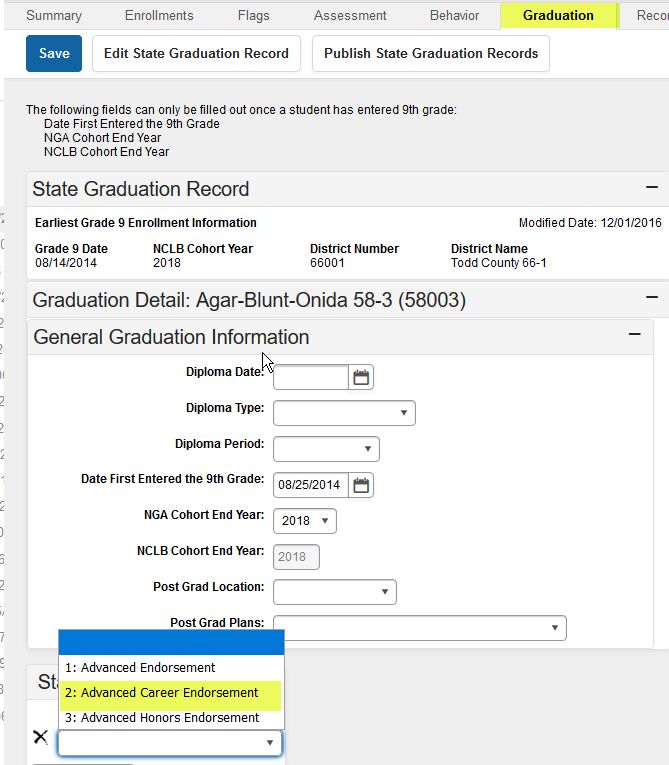 Summary Enrollments Flags Assessment Behavior Graduation
Save Edit State Graduation Record Publish State Graduation Records
The following fields can only be filled out once a student has entered 9th grade:
Date First Entered the 9th Grade
NGA Cohort End Year
NCLB Cohort End Year
State Graduation Record
Earliest Grade 9 Enrollment Information Modified Date: 12/01/2016
Grade 9 Date NCLB Cohort Year District Number District Name
08/14/2014 2018 66001 Todd County 66-1
Graduation Detail: Agar-Blunt-Onida 58-3 (58003)
General Graduation Information
Diploma Date:
Diploma Type:
Diploma Period:
Date First Entered the 9th Grade: 08/25/2014
NGA Cohort End Year: 2018
NCLB Cohort End Year: 2018
Post Grad Location:
Post Grad Plans:
1: Advanced Endorsement
2: Advanced Career Endorsement
3: Advanced Honors Endorsement